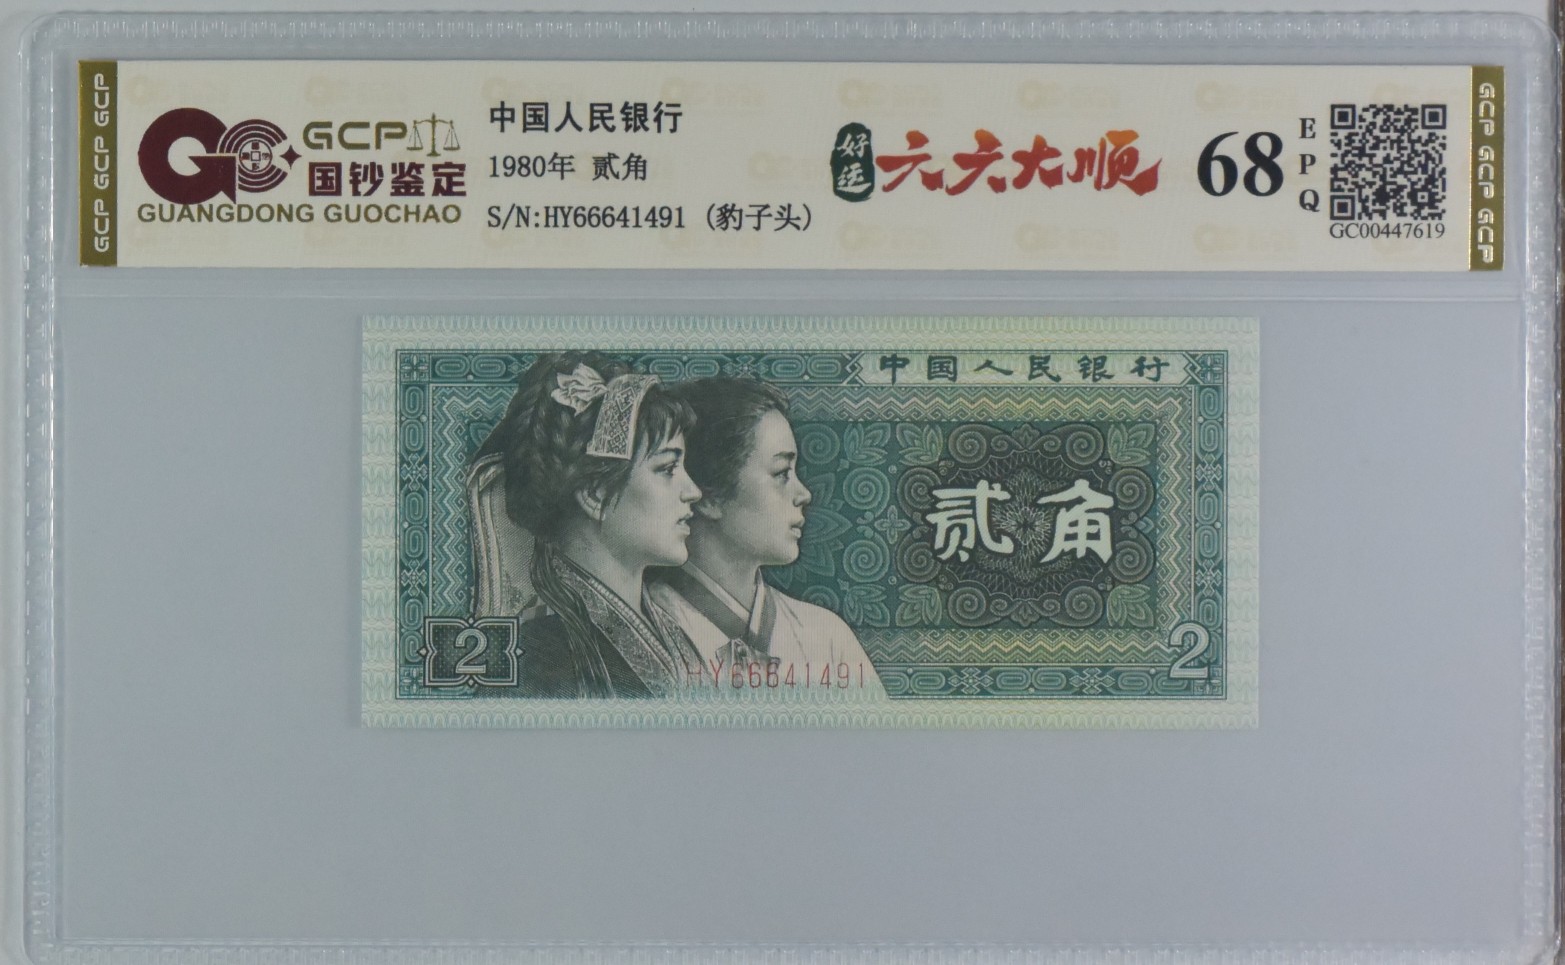 GCP GCP GCP
GCP
国钞鉴定
GUANGDONG GUOCHAO
中国人民银行
1980年 贰角
S/N:HY66641491 (豹子头)
好运
六六大顺
68
EPQ
GC00447619
GCP GCP GCP
中国人民银行
贰角
2
2
HY66641491